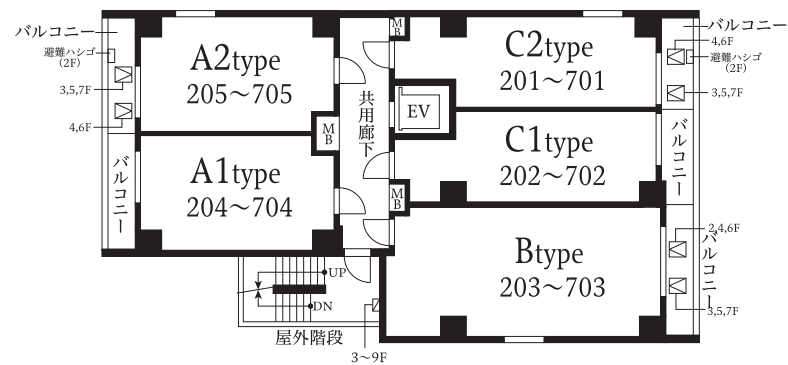 バルコニー
避難ハシゴ
(2F)
3,5,7F
4,6F
バルコニー
A2type
205〜705
A1type
204〜704
MB
共用廊下
MB
EV
MB
C2type
201〜701
C1type
202〜702
Btype
203〜703
バルコニー
4,6F
避難ハシゴ
(2F)
3,5,7F
バルコニー
2,4,6F
バルコニー
3,5,7F
UP
DN
屋外階段
3〜9F